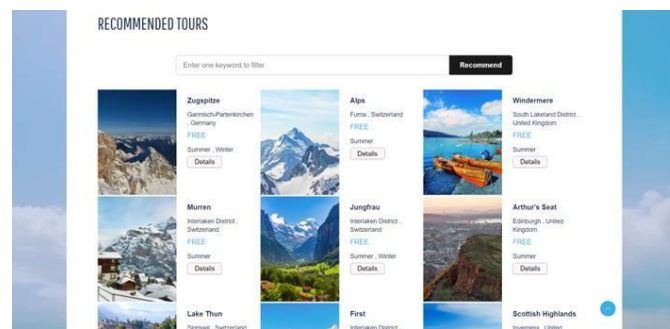 RECOMMENDED TOURS
Enter one keyword to filter
Recommend
Zugspitze
Garmisch-Partenkirchen
, Germany
FREE
Summer , Winter
Details
Alps
Furna , Switzerland
FREE
Summer
Details
Windermere
South Lakeland District ,
United Kingdom
FREE
Summer
Details
Murren
Interlaken District ,
Switzerland
FREE
Summer
Details
Jungfrau
Interlaken District ,
Switzerland
FREE
Summer , Winter
Details
Arthur's Seat
Edinburgh , United
Kingdom
FREE
Summer
Details
Lake Thun
Switzerland
First
Interlaken District
Scottish Highlands
Inverness , United